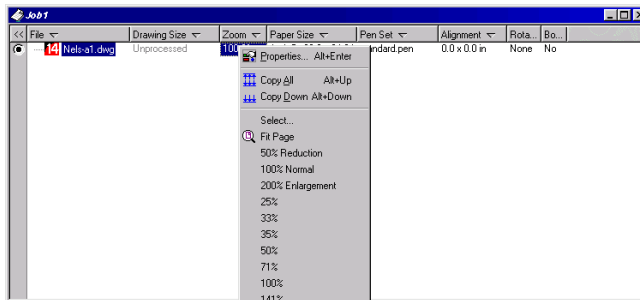 Job1
<< File Drawing Size Zoom Paper Size Pen Set Alignment Rota... Bo...
14 Nels-a1.dwg Unprocessed 100 ndard.pen 0.0 x 0.0 in None No
Properties... Alt+Enter
Copy All Alt+Up
Copy Down Alt+Down
Select...
Fit Page
50% Reduction
100% Normal
200% Enlargement
25%
33%
35%
50%
71%
100%
141%